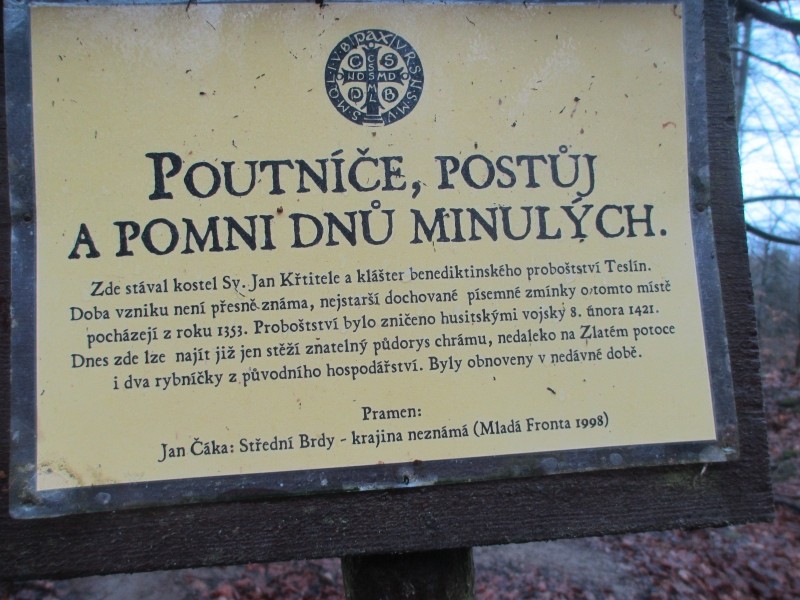 PAX
V B
V R S N S M V
S M Q L I
C S
C S S M L
N D S M D
P B
POUTNÍČE, POSTŮJ
A POMNI DNŮ MINULÝCH.
Zde stával kostel Sv. Jan Křtitele a klášter benediktinského proboštství Teslín.
Doba vzniku není přesně známa, nejstarší dochované písemné zmínky o tomto místě
pocházejí z roku 1353. Proboštství bylo zničeno husitskými vojsky 8. února 1421.
Dnes zde lze najít již jen stěží znatelný půdorys chrámu, nedaleko na Zlatém potoce
i dva rybníčky z původního hospodářství. Byly obnoveny v nedávné době.
Pramen:
Jan Čáka: Střední Brdy - krajina neznámá (Mladá Fronta 1998)